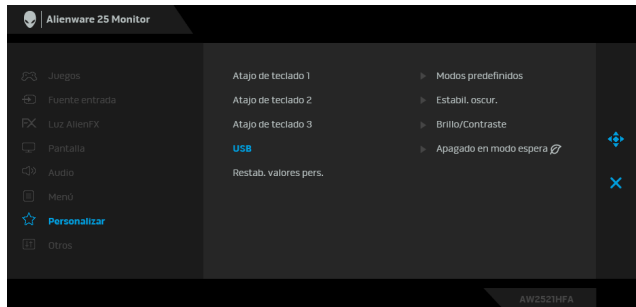 Alienware 25 Monitor
Juegos
Fuente entrada
FX Luz AlienFX
Pantalla
Audio
Menú
Personalizar
Otros
Atajo de teclado 1 Modos predefinidos
Atajo de teclado 2 Estabil. oscur.
Atajo de teclado 3 Brillo/Contraste
USB Apagado en modo espera
Restab. valores pers.
AW2521HFA